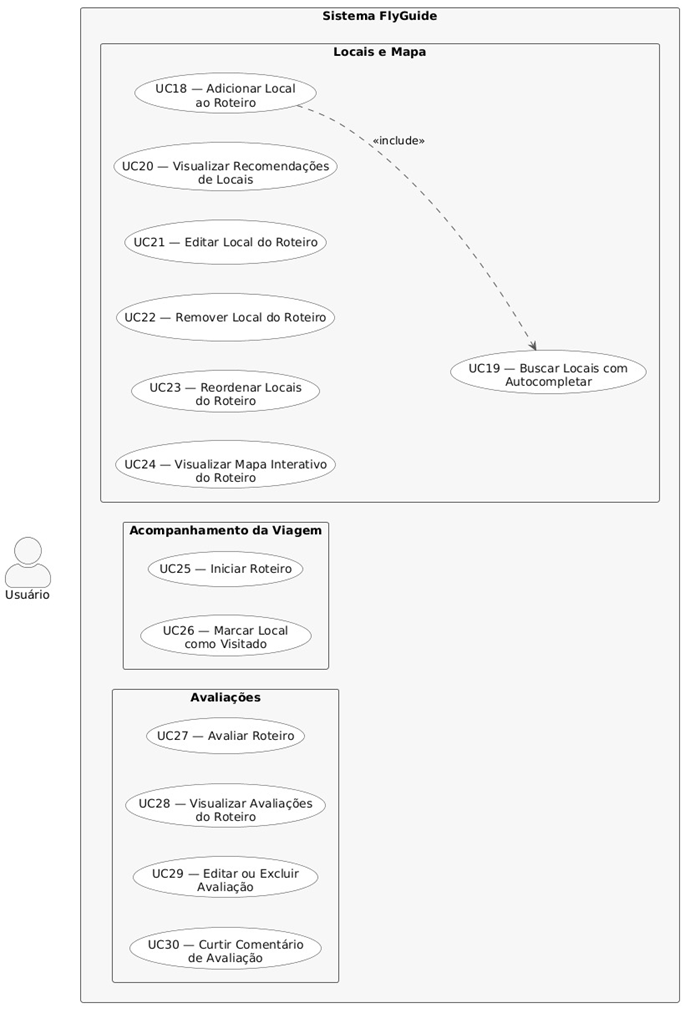 Sistema FlyGuide
Locais e Mapa
UC18 — Adicionar Local
ao Roteiro
«include»
UC20 — Visualizar Recomendações
de Locais
UC21 — Editar Local do Roteiro
UC22 — Remover Local do Roteiro
UC19 — Buscar Locais com
Autocompletar
UC23 — Reordenar Locais
do Roteiro
UC24 — Visualizar Mapa Interativo
do Roteiro
Acompanhamento da Viagem
UC25 — Iniciar Roteiro
Usuário
UC26 — Marcar Local
como Visitado
Avaliações
UC27 — Avaliar Roteiro
UC28 — Visualizar Avaliações
do Roteiro
UC29 — Editar ou Excluir
Avaliação
UC30 — Curtir Comentário
de Avaliação